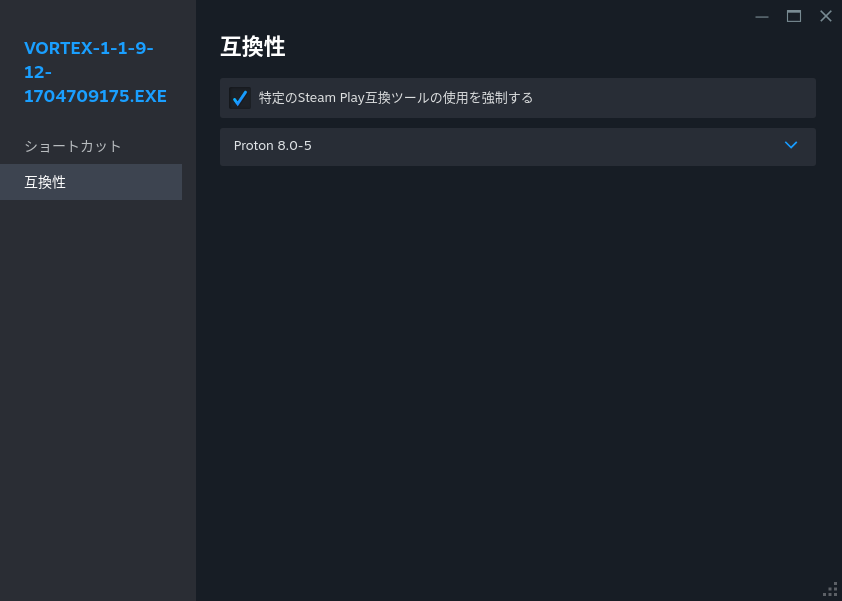 VORTEX-1-1-9-
12-
1704709175.EXE
ショートカット
互換性
互換性
特定のSteam Play互換ツールの使用を強制する
Proton 8.0-5